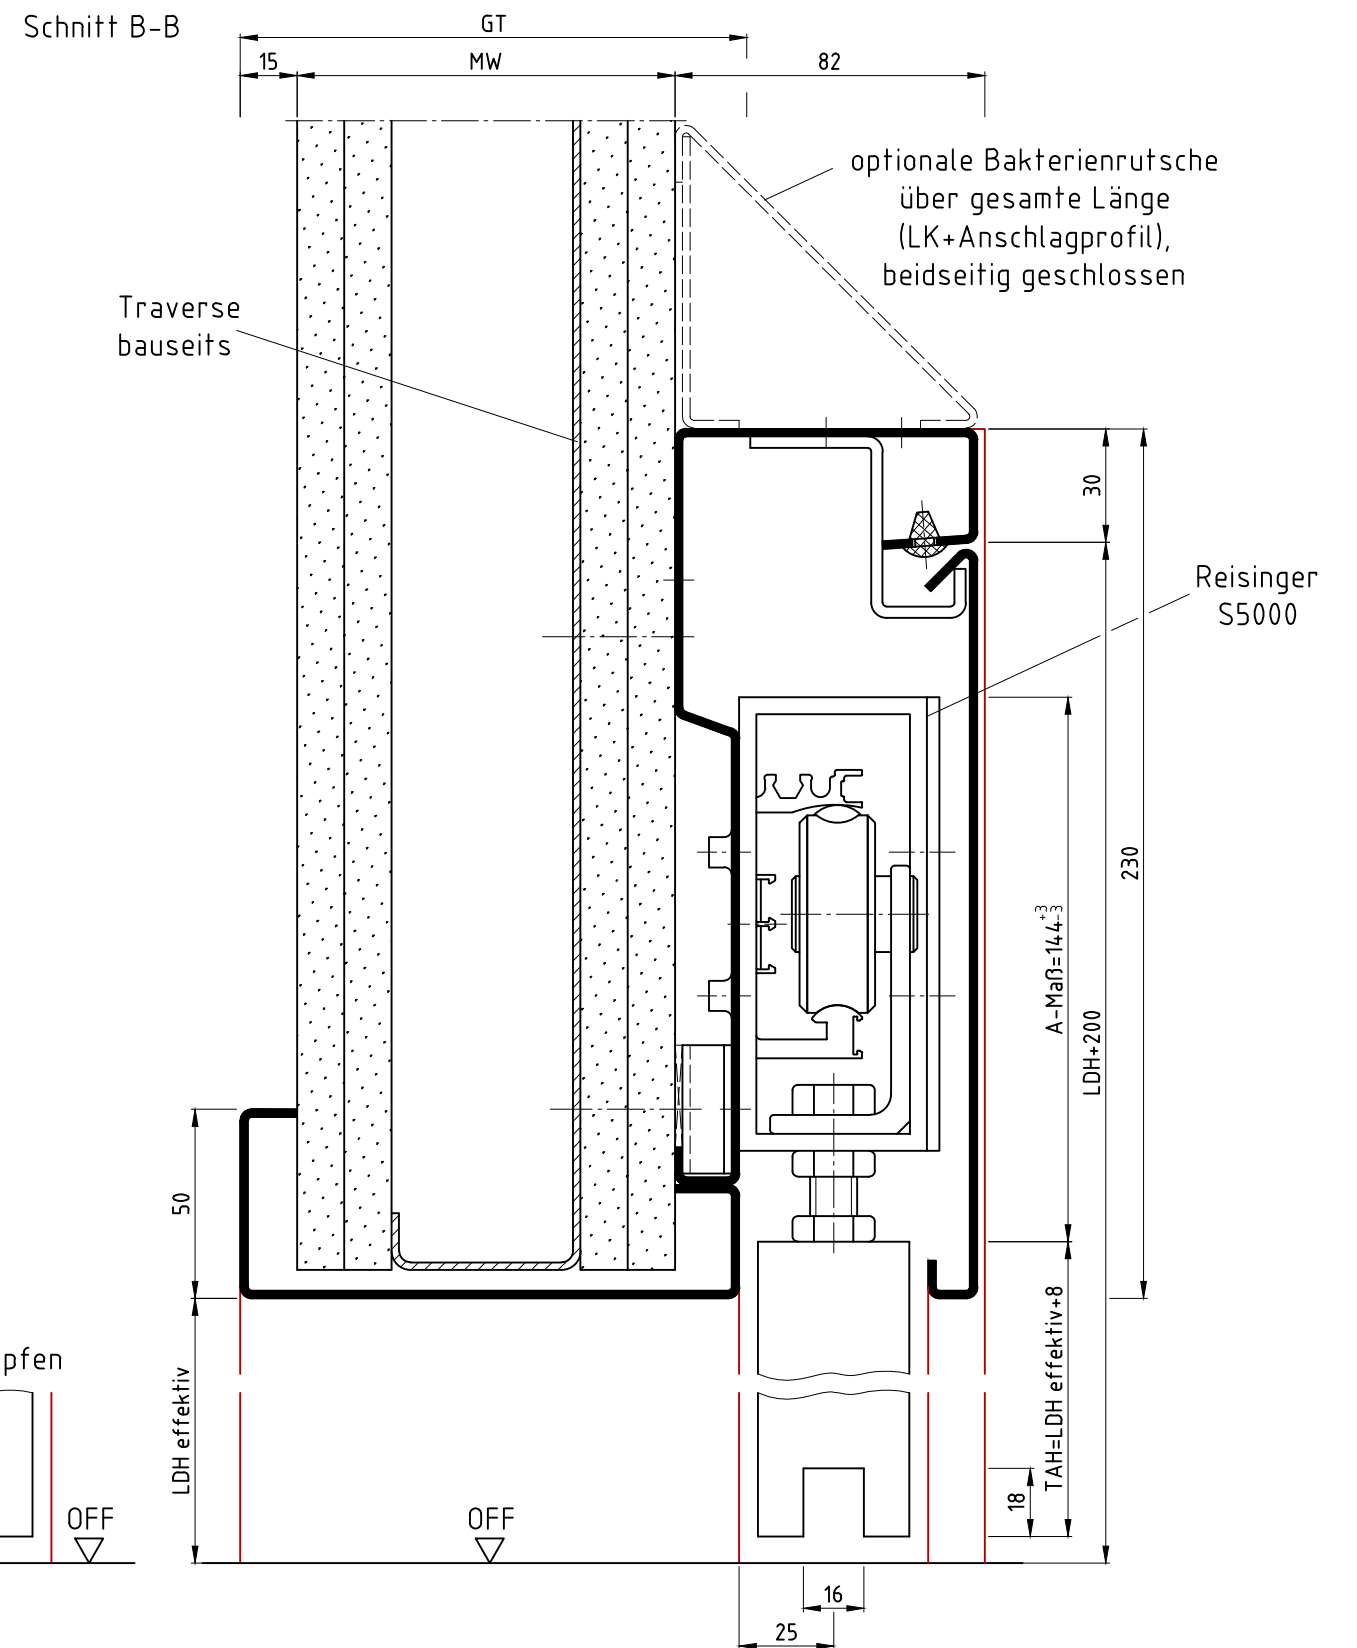 Schnitt B-B
GT
15
MW
82
optionale Bakterienrutsche
über gesamte Länge
(LK+Anschlagprofil),
beidseitig geschlossen
Traverse
bauseits
30
Reisinger
S5000
230
A-Maß=144 +3 -3
LDH+200
50
LDH effektiv
TAH=LDH effektiv+8
pfen
18
OFF
OFF
16
25